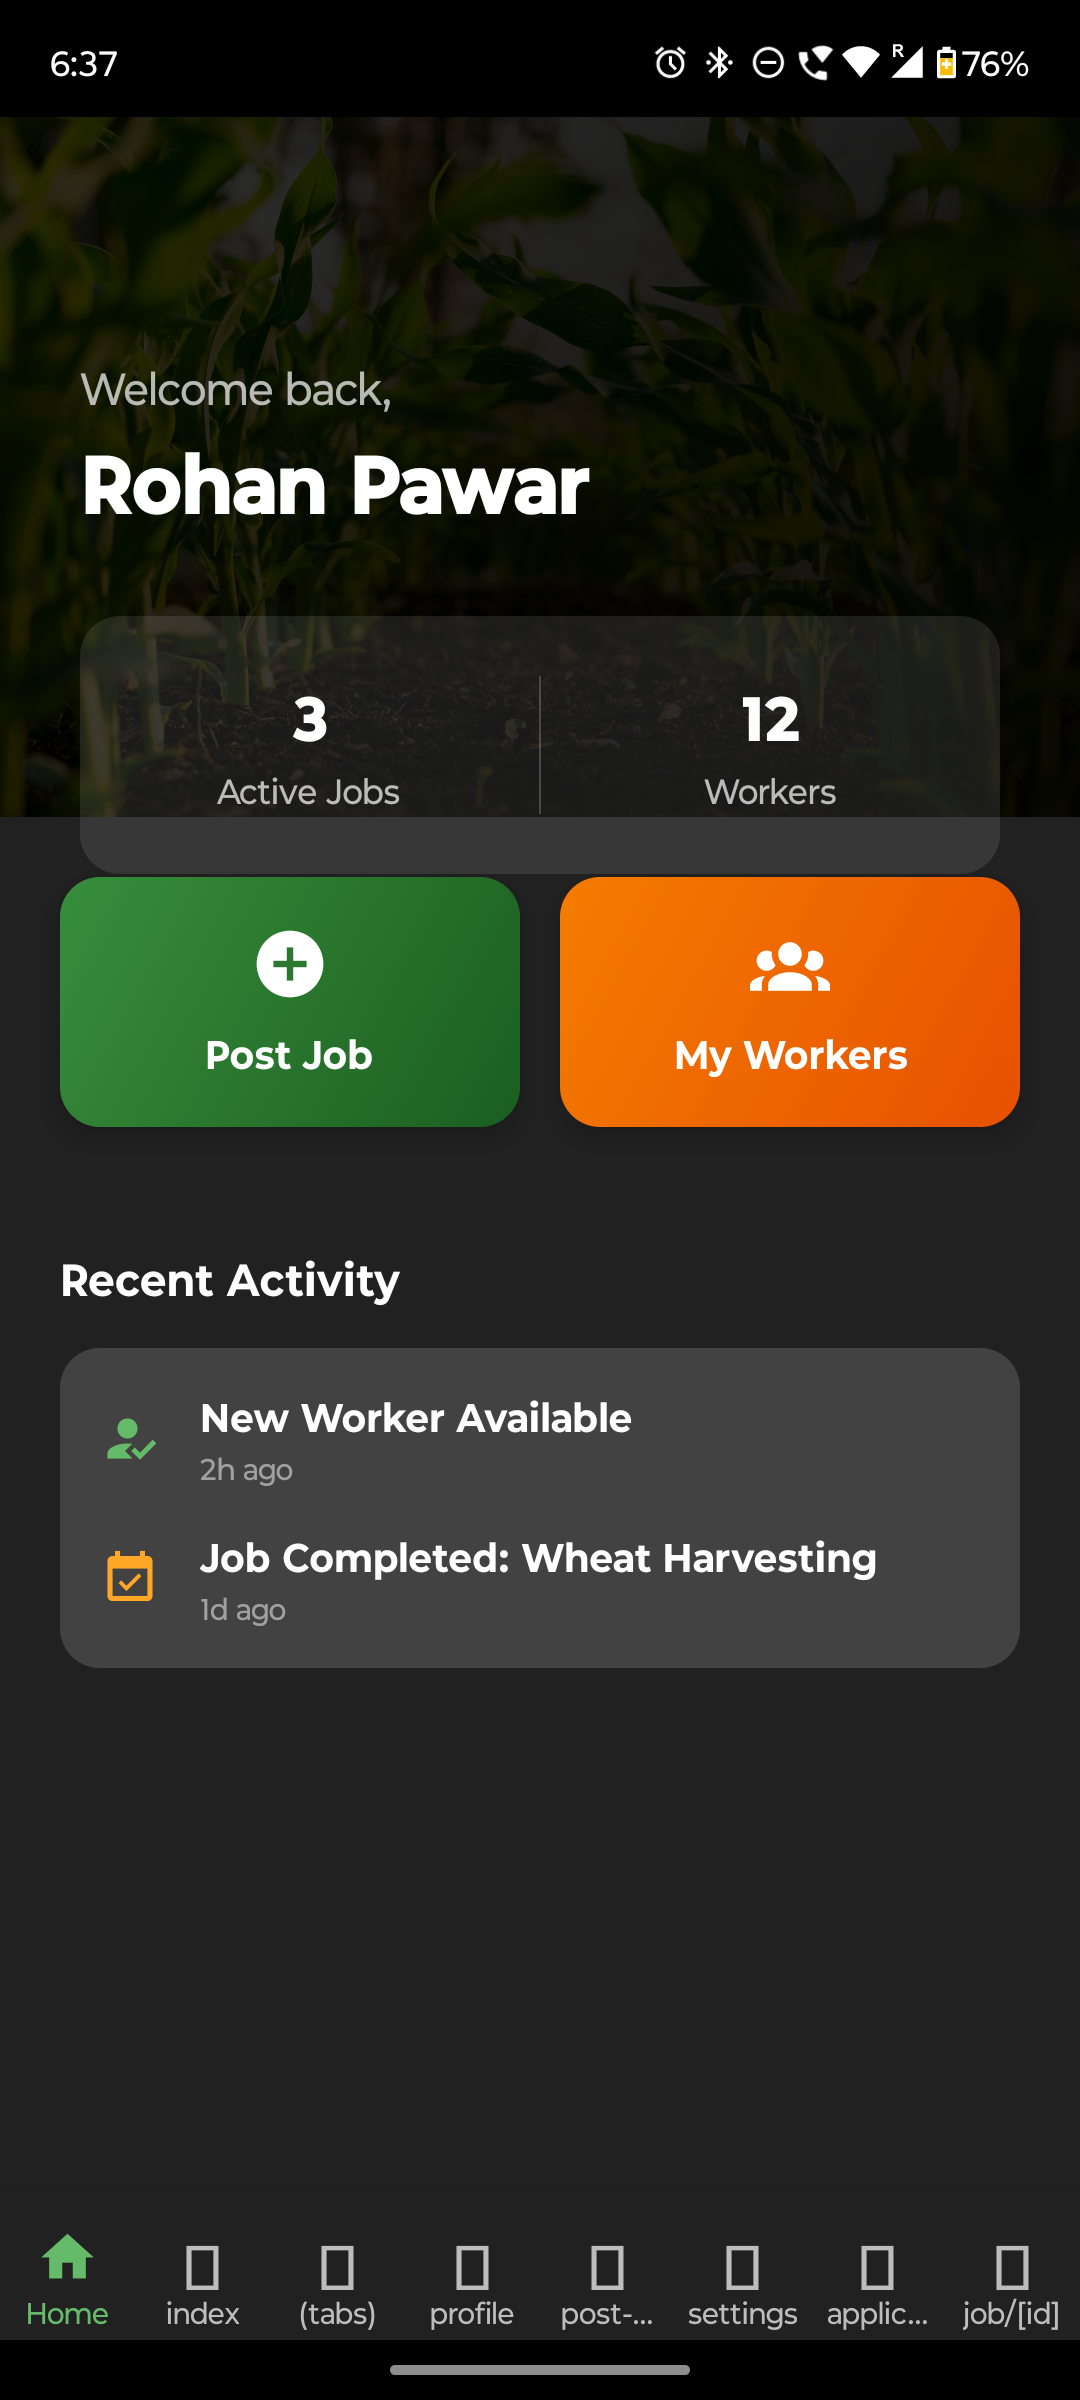 6:37
R
76%
Welcome back,
Rohan Pawar
3
12
Active Jobs
Workers
Post Job
My Workers
Recent Activity
New Worker Available
2h ago
Job Completed: Wheat Harvesting
1d ago
Home
index
(tabs)
profile
post-...
settings
applic...
job/[id]